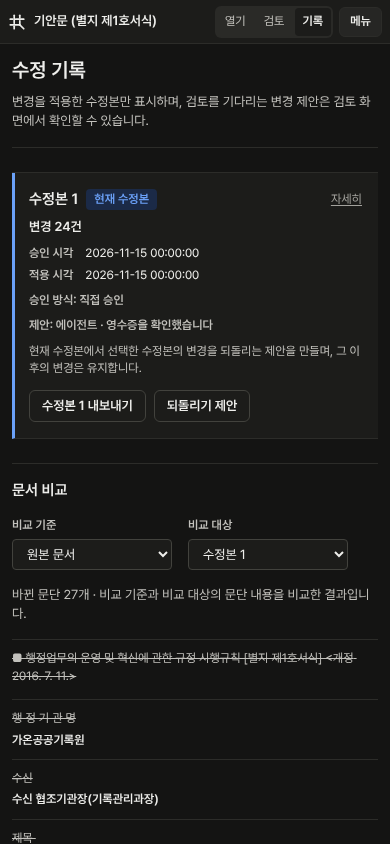 기안문 (별지 제1호서식)
열기 검토 기록 메뉴
수정 기록
변경을 적용한 수정본만 표시하며, 검토를 기다리는 변경 제안은 검토 화
면에서 확인할 수 있습니다.
수정본 1 현재 수정본 자세히
변경 24건
승인 시각 2026-11-15 00:00:00
적용 시각 2026-11-15 00:00:00
승인 방식: 직접 승인
제안: 에이전트 · 영수증을 확인했습니다
현재 수정본에서 선택한 수정본의 변경을 되돌리는 제안을 만들며, 그 이
후의 변경은 유지합니다.
수정본 1 내보내기 되돌리기 제안
문서 비교
비교 기준 비교 대상
원본 문서 수정본 1
바뀐 문단 27개 · 비교 기준과 비교 대상의 문단 내용을 비교한 결과입니
다.
■ 행정업무의 운영 및 혁신에 관한 규정 시행규칙 [별지 제1호서식] <개정
2016. 7. 11.>
행 정 기 관 명
가온공공기록원
수신
수신 협조기관장(기록관리과장)
제목